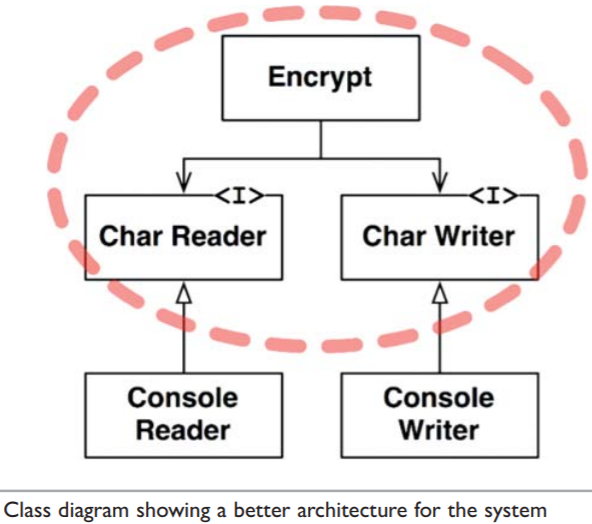 Encrypt
<I>
<I>
Char Reader
Char Writer
Console
Reader
Console
Writer
Class diagram showing a better architecture for the system